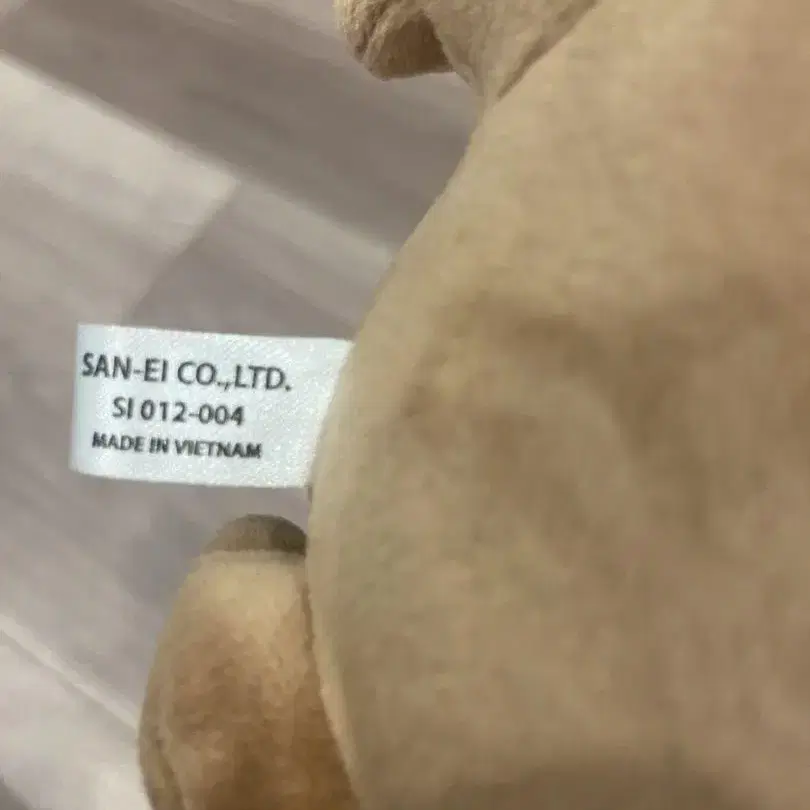 SAN-EI CO.,LTD.
SI 012-004
MADE IN VIETNAM